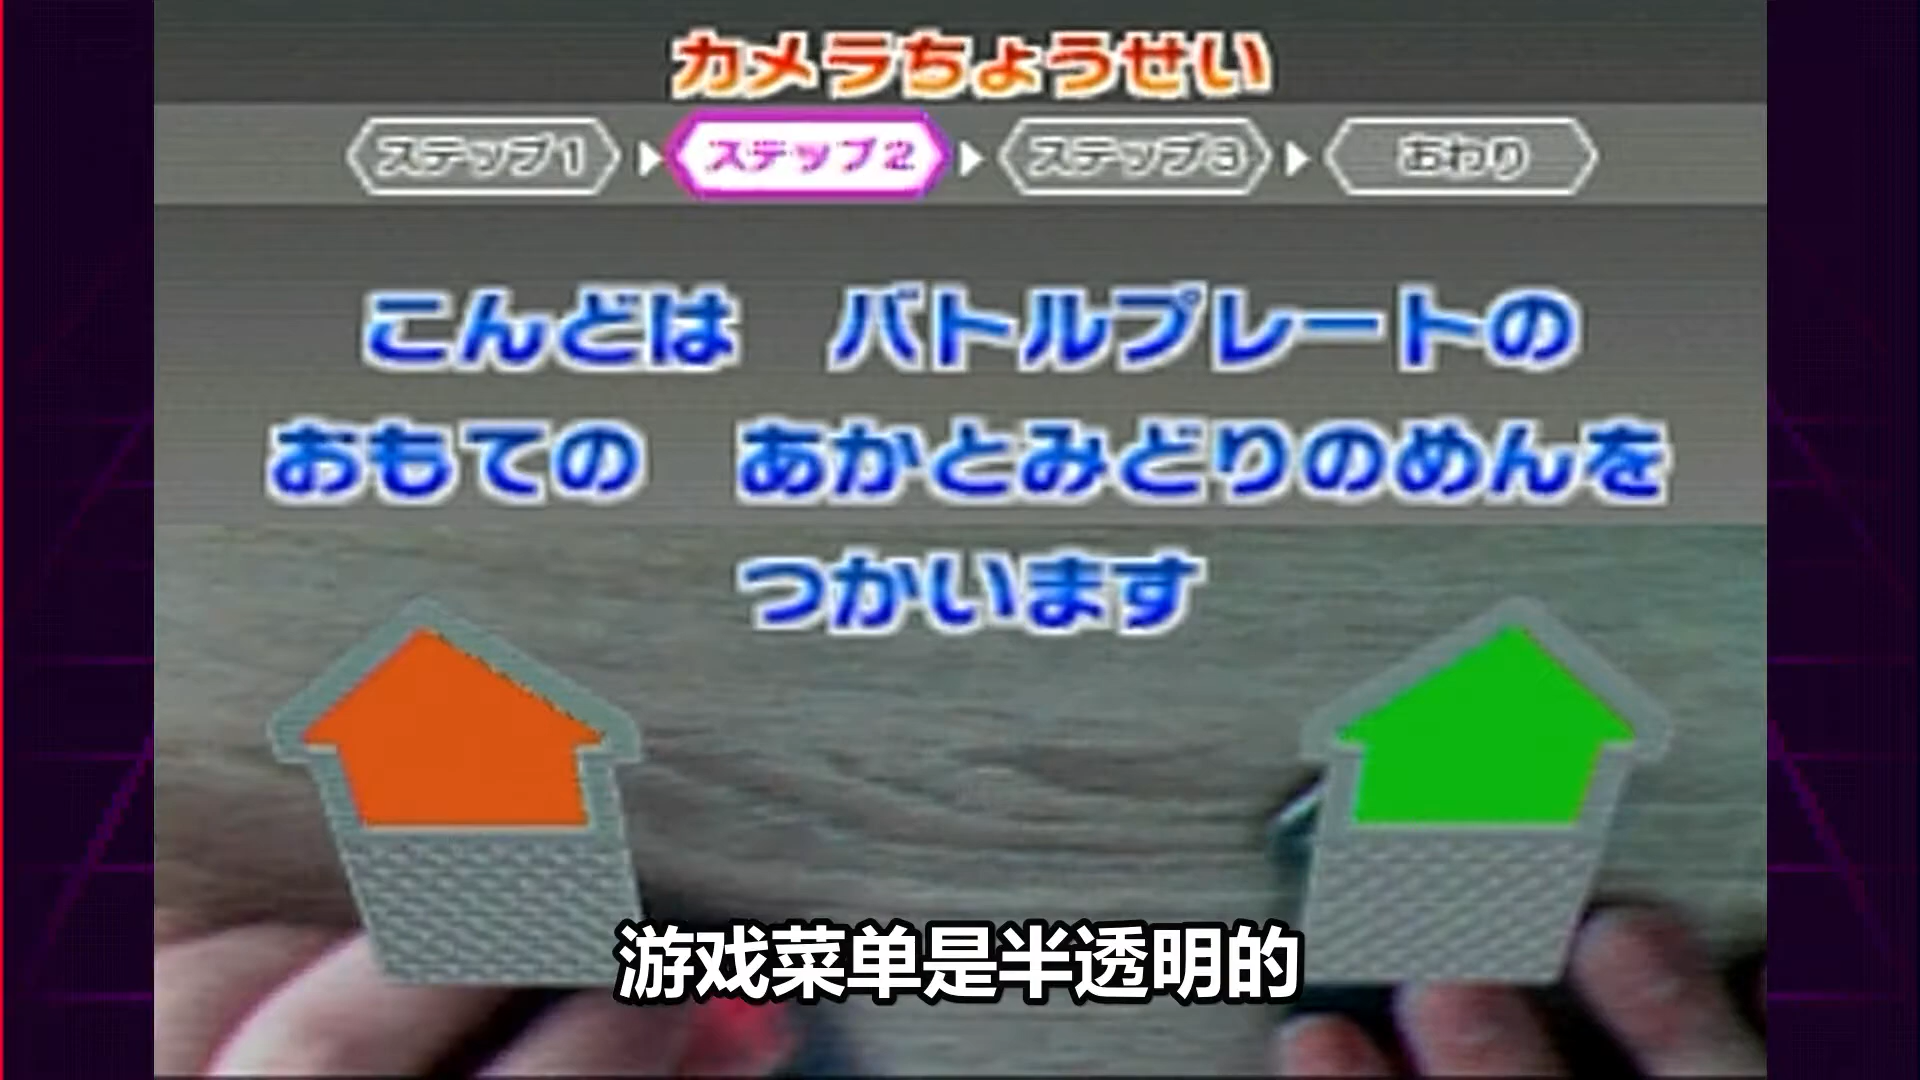 カメラちょうせい
ステップ1 ステップ2 ステップ3 おわり
こんどは バトルプレートの
おもての あかとみどりのめんを
つかいます
游戏菜单是半透明的